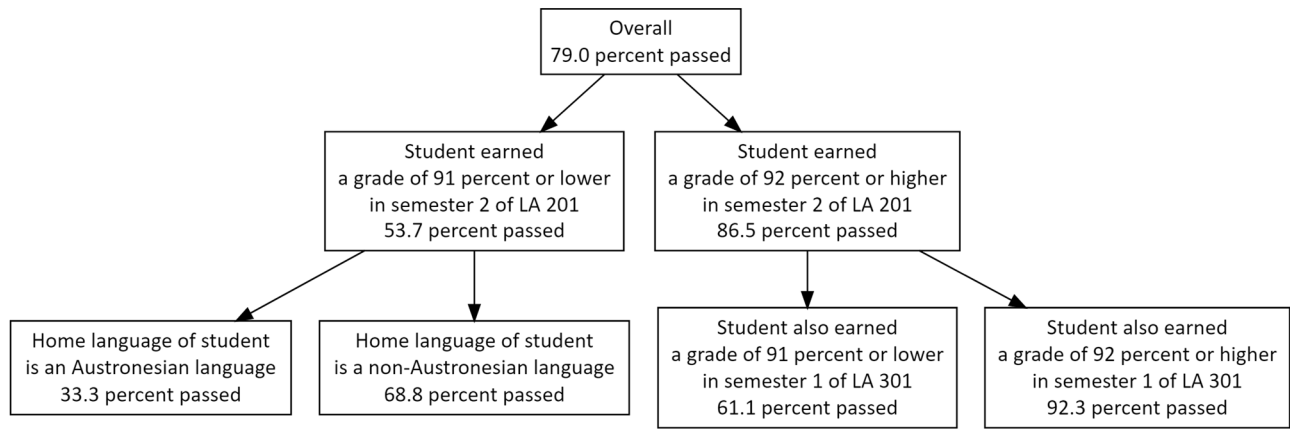 Overall
79.0 percent passed
Student earned
a grade of 91 percent or lower
in semester 2 of LA 201
53.7 percent passed
Student earned
a grade of 92 percent or higher
in semester 2 of LA 201
86.5 percent passed
Home language of student
is an Austronesian language
33.3 percent passed
Home language of student
is a non-Austronesian language
68.8 percent passed
Student also earned
a grade of 91 percent or lower
in semester 1 of LA 301
61.1 percent passed
Student also earned
a grade of 92 percent or higher
in semester 1 of LA 301
92.3 percent passed